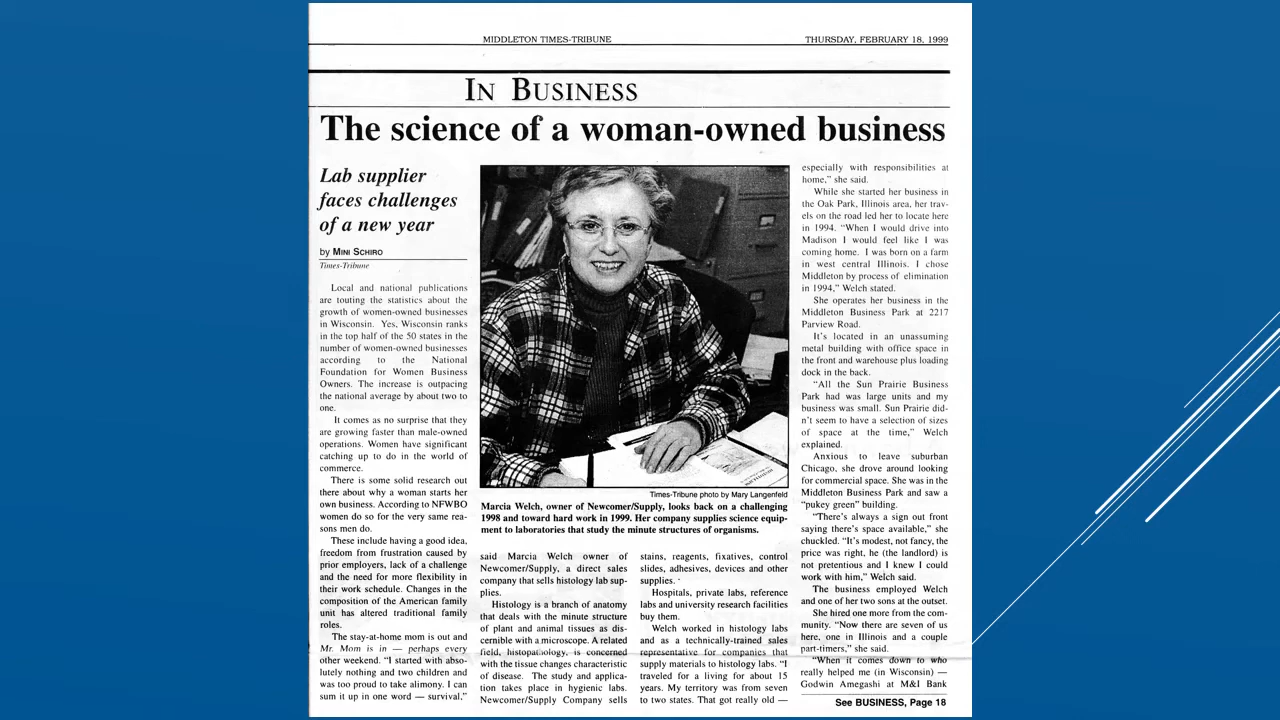 MIDDLETON TIMES-TRIBUNE
THURSDAY, FEBRUARY 18, 1999
IN BUSINESS
The science of a woman-owned business
Lab supplier
faces challenges
of a new year
by MINI SCHIRO
Times-Tribune
Local and national publications
are touting the statistics about the
growth of women-owned businesses
in Wisconsin. Yes, Wisconsin ranks
in the top half of the 50 states in the
number of women-owned businesses
according to the National
Foundation for Women Business
Owners. The increase is outpacing
the national average by about two to
one.
It comes as no surprise that they
are growing faster than male-owned
operations. Women have significant
catching up to do in the world of
commerce.
There is some solid research out
there about why a woman starts her
own business. According to NFWBO
women do so for the very same rea-
sons men do.
These include having a good idea,
freedom from frustration caused by
prior employers, lack of a challenge
and the need for more flexibility in
their work schedule. Changes in the
composition of the American family
unit has altered traditional family
roles.
The stay-at-home mom is out and
Mr. Mom is in — perhaps every
other weekend. "I started with abso-
lutely nothing and two children and
was too proud to take alimony. I can
sum it up in one word — survival,"
Times-Tribune photo by Mary Langenfeld
Marcia Welch, owner of Newcomer/Supply, looks back on a challenging
1998 and toward hard work in 1999. Her company supplies science equip-
ment to laboratories that study the minute structures of organisms.
said Marcia Welch owner of
Newcomer/Supply, a direct sales
company that sells histology lab sup-
plies.
Histology is a branch of anatomy
that deals with the minute structure
of plant and animal tissues as dis-
cernible with a microscope. A related
field, histopathology, is concerned
with the tissue changes characteristic
of disease. The study and applica-
tion takes place in hygienic labs.
Newcomer/Supply Company sells
stains, reagents, fixatives, control
slides, adhesives, devices and other
supplies.
Hospitals, private labs, reference
labs and university research facilities
buy them.
Welch worked in histology labs
and as a technically-trained sales
representative for companies that
supply materials to histology labs. "I
traveled for a living for about 15
years. My territory was from seven
to two states. That got really old —
especially with responsibilities at
home," she said.
While she started her business in
the Oak Park, Illinois area, her trav-
els on the road led her to locate here
in 1994. "When I would drive into
Madison I would feel like I was
coming home. I was born on a farm
in west central Illinois. I chose
Middleton by process of elimination
in 1994," Welch stated.
She operates her business in the
Middleton Business Park at 2217
Parview Road.
It's located in an unassuming
metal building with office space in
the front and warehouse plus loading
dock in the back.
"All the Sun Prairie Business
Park had was large units and my
business was small. Sun Prairie did-
n't seem to have a selection of sizes
of space at the time," Welch
explained.
Anxious to leave suburban
Chicago, she drove around looking
for commercial space. She was in the
Middleton Business Park and saw a
"pukey green" building.
"There's always a sign out front
saying there's space available," she
chuckled. "It's modest, not fancy, the
price was right, he (the landlord) is
not pretentious and I knew I could
work with him," Welch said.
The business employed Welch
and one of her two sons at the outset.
She hired one more from the com-
munity. "Now there are seven of us
here, one in Illinois and a couple
part-timers," she said.
"When it comes down to who
really helped me (in Wisconsin) —
Godwin Amegashi at M&I Bank
See BUSINESS, Page 18